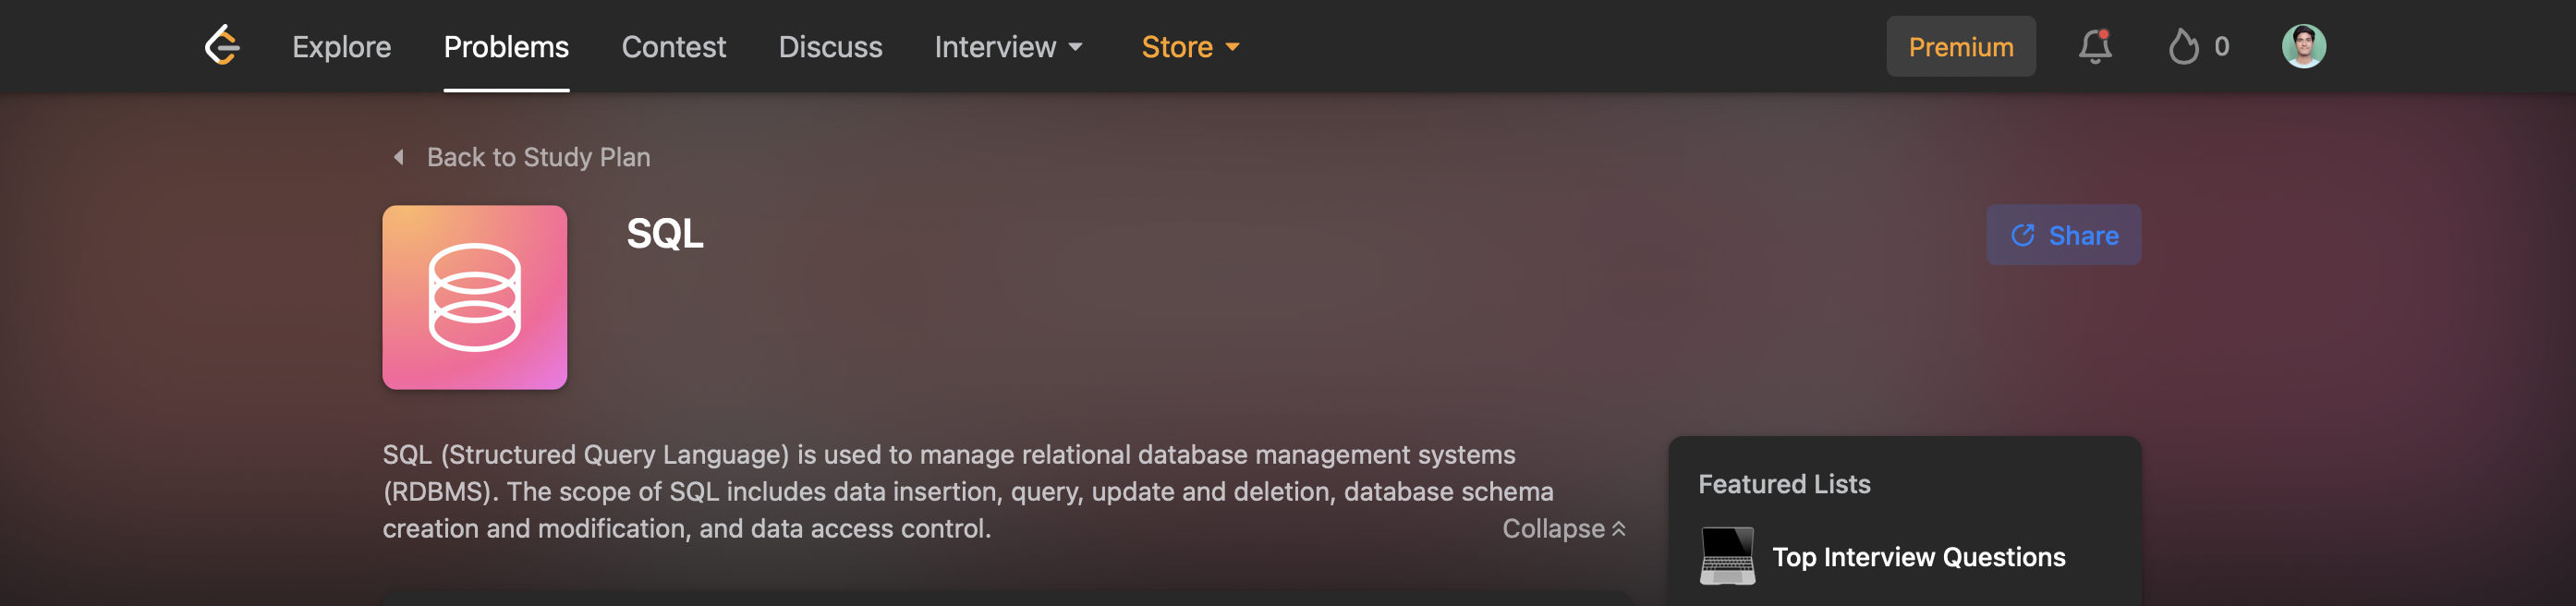 Explore Problems Contest Discuss Interview Store Premium 0
Back to Study Plan
SQL
Share
SQL (Structured Query Language) is used to manage relational database management systems
(RDBMS). The scope of SQL includes data insertion, query, update and deletion, database schema
creation and modification, and data access control.
Collapse
Featured Lists
Top Interview Questions